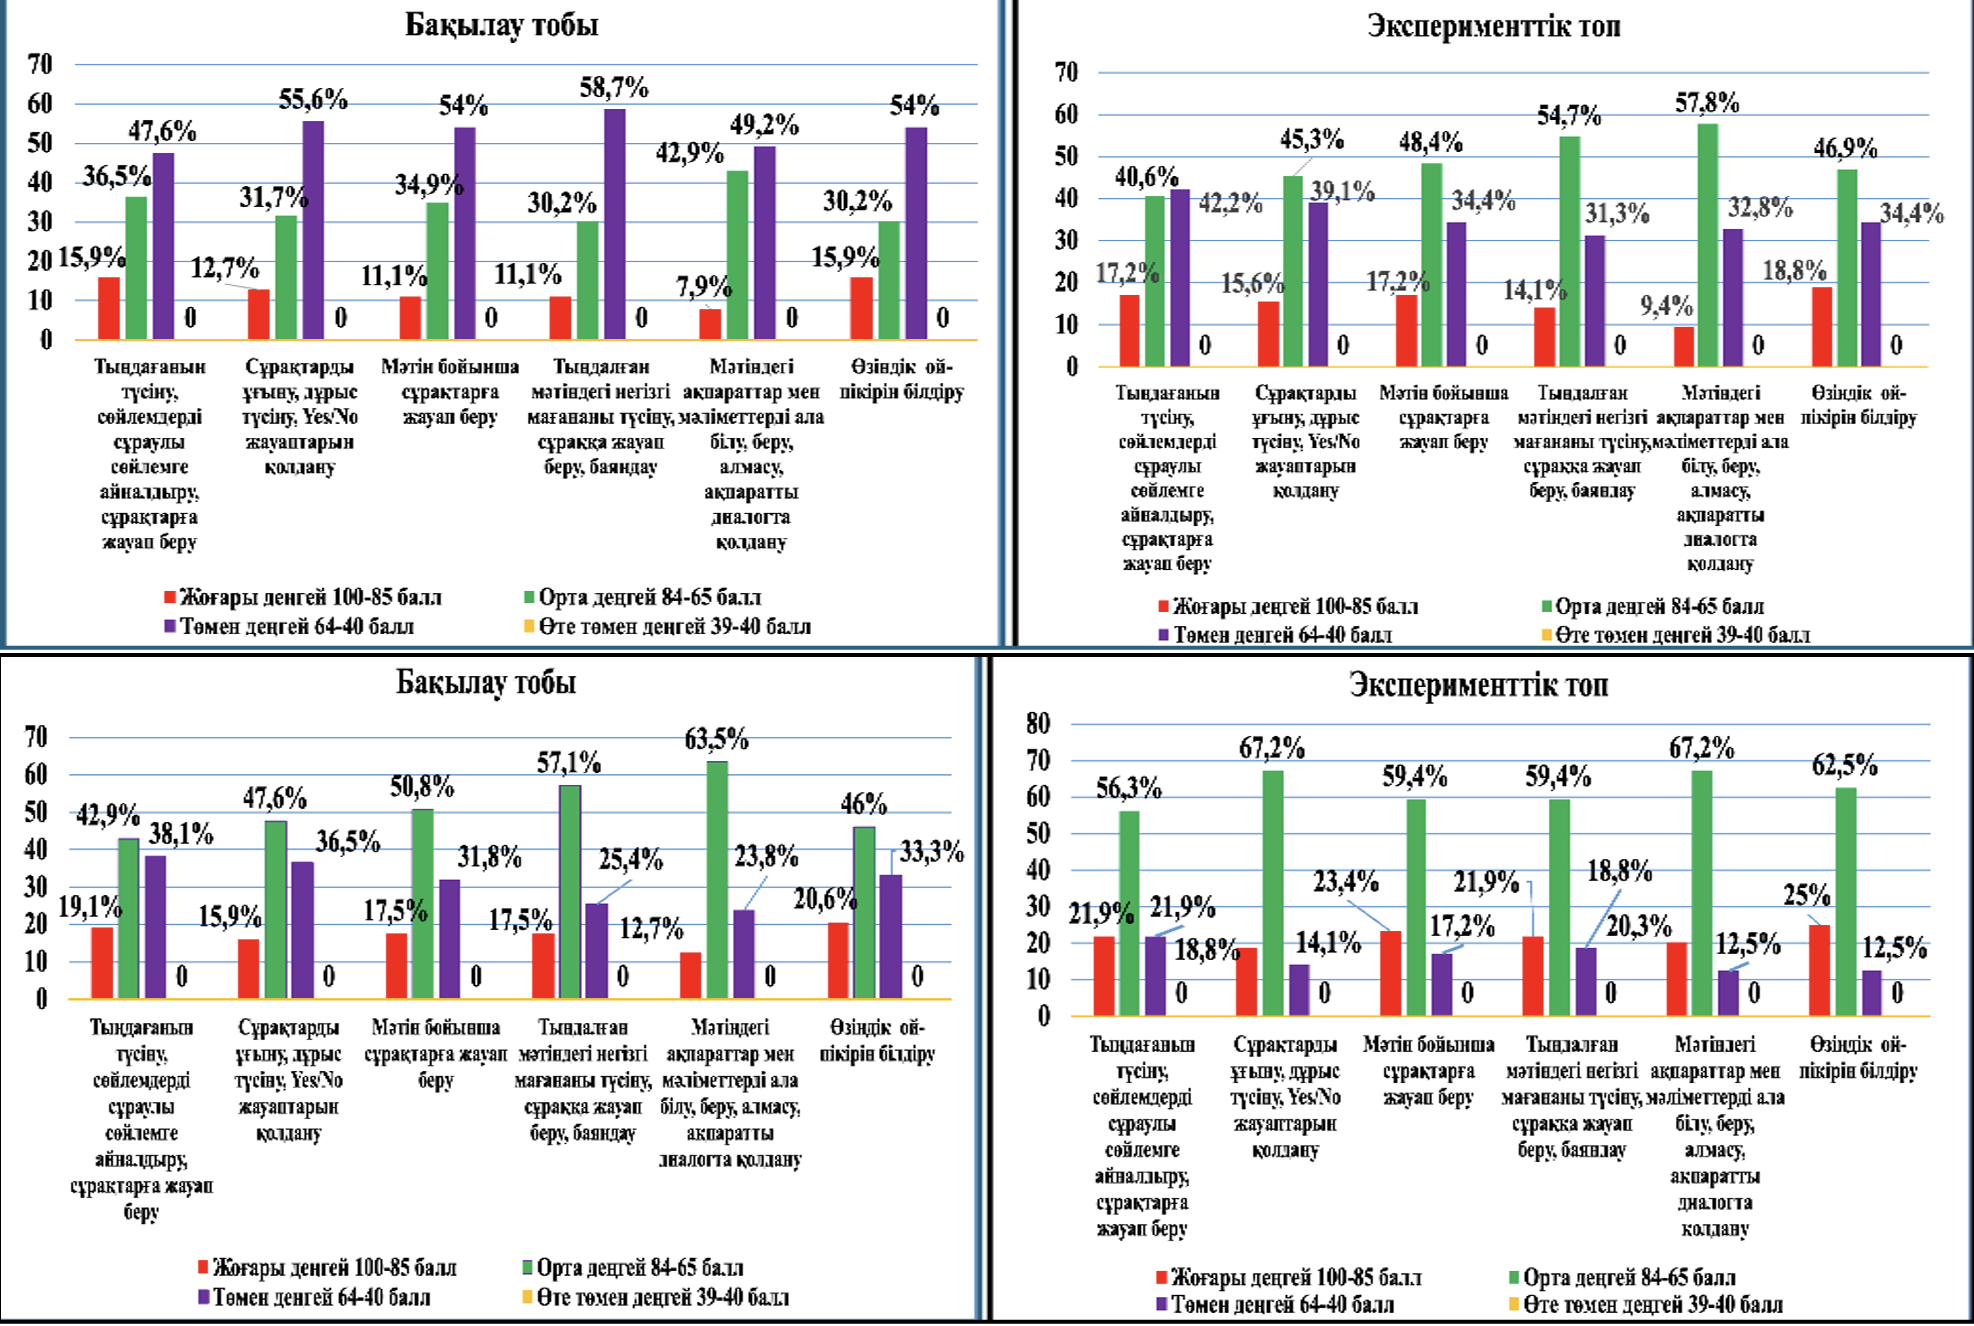 Бақылау тобы
70
60
50
40
30
20
10
0
15,9%
36,5%
47,6%
0
12,7%
31,7%
55,6%
0
11,1%
34,9%
54%
0
11,1%
30,2%
58,7%
0
7,9%
42,9%
49,2%
0
15,9%
30,2%
54%
0
Тыңдағанын
түсіну,
сөйлемдерді
сұраулы
сөйлемге
айналдыру,
сұрақтарға
жауап беру
Сұрақтарды
ұғыну, дұрыс
түсіну, Yes/No
жауаптарын
қолдану
Мәтін бойынша
сұрақтарға
жауап беру
Тыңдалған
мәтіндегі негізгі
мағананы түсіну,
сұраққа жауап
беру, баяндау
Мәтіндегі
ақпараттар мен
мәліметтерді ала
білу, беру,
алмасу,
ақпаратты
диалогта
қолдану
Өзіндік ой-
пікірін білдіру
Жоғары деңгей 100-85 балл
Орта деңгей 84-65 балл
Төмен деңгей 64-40 балл
Өте төмен деңгей 39-40 балл
Эксперименттік топ
70
60
50
40
30
20
10
0
17,2%
40,6%
42,2%
0
15,6%
45,3%
39,1%
0
17,2%
48,4%
34,4%
0
14,1%
54,7%
31,3%
0
9,4%
57,8%
32,8%
0
18,8%
46,9%
34,4%
0
Тыңдағанын
түсіну,
сөйлемдерді
сұраулы
сөйлемге
айналдыру,
сұрақтарға
жауап беру
Сұрақтарды
ұғыну, дұрыс
түсіну, Yes/No
жауаптарын
қолдану
Мәтін бойынша
сұрақтарға
жауап беру
Тыңдалған
мәтіндегі негізгі
мағананы түсіну,
сұраққа жауап
беру, баяндау
Мәтіндегі
ақпараттар мен
мәліметтерді ала
білу, беру,
алмасу,
ақпаратты
диалогта
қолдану
Өзіндік ой-
пікірін білдіру
Жоғары деңгей 100-85 балл
Орта деңгей 84-65 балл
Төмен деңгей 64-40 балл
Өте төмен деңгей 39-40 балл
Бақылау тобы
70
60
50
40
30
20
10
0
19,1%
42,9%
38,1%
0
15,9%
47,6%
36,5%
0
17,5%
50,8%
31,8%
0
17,5%
57,1%
25,4%
0
12,7%
63,5%
23,8%
0
20,6%
46%
33,3%
0
Тыңдағанын
түсіну,
сөйлемдерді
сұраулы
сөйлемге
айналдыру,
сұрақтарға жауап
беру
Сұрақтарды
ұғыну, дұрыс
түсіну, Yes/No
жауаптарын
қолдану
Мәтін бойынша
сұрақтарға жауап
беру
Тыңдалған
мәтіндегі негізгі
мағананы түсіну,
сұраққа жауап
беру, баяндау
Мәтіндегі
ақпараттар мен
мәліметтерді ала
білу, беру, алмасу,
ақпаратты
диалогта қолдану
Өзіндік ой-
пікірін білдіру
Жоғары деңгей 100-85 балл
Орта деңгей 84-65 балл
Төмен деңгей 64-40 балл
Өте төмен деңгей 39-40 балл
Эксперименттік топ
80
70
60
50
40
30
20
10
0
21,9%
56,3%
21,9%
0
18,8%
67,2%
14,1%
0
23,4%
59,4%
17,2%
0
21,9%
59,4%
18,8%
0
20,3%
67,2%
12,5%
0
25%
62,5%
12,5%
0
Тыңдағанын
түсіну,
сөйлемдерді
сұраулы
сөйлемге
айналдыру,
сұрақтарға
жауап беру
Сұрақтарды
ұғыну, дұрыс
түсіну, Yes/No
жауаптарын
қолдану
Мәтін бойынша
сұрақтарға
жауап беру
Тыңдалған
мәтіндегі негізгі
мағананы түсіну,
сұраққа жауап
беру, баяндау
Мәтіндегі
ақпараттар мен
мәліметтерді ала
білу, беру,
алмасу,
ақпаратты
диалогта
қолдану
Өзіндік ой-
пікірін білдіру
Жоғары деңгей 100-85 балл
Орта деңгей 84-65 балл
Төмен деңгей 64-40 балл
Өте төмен деңгей 39-40 балл